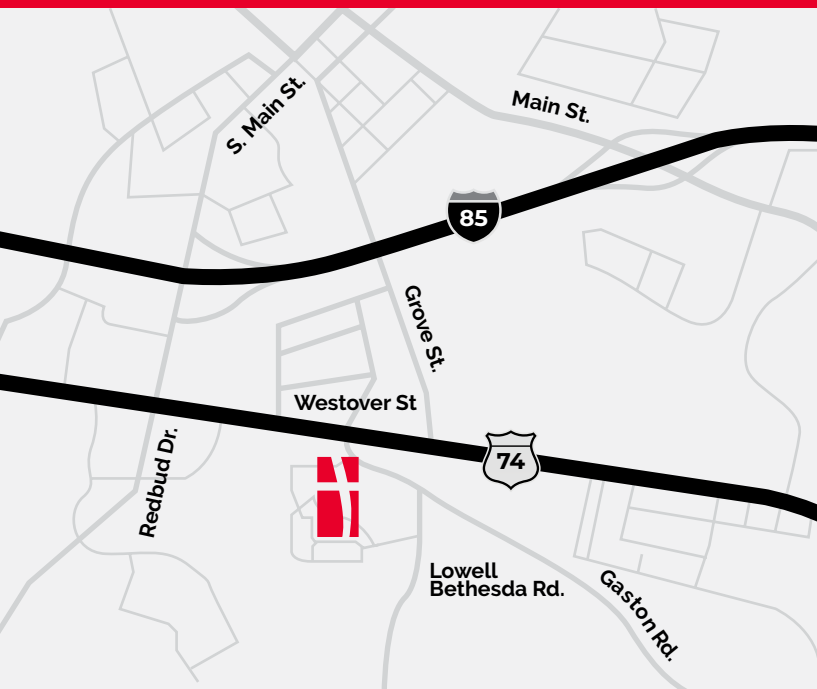 Main St.
S. Main St.
85
Grove St.
Westover St
74
Redbud Dr.
Lowell
Bethesda Rd.
Gaston Rd.